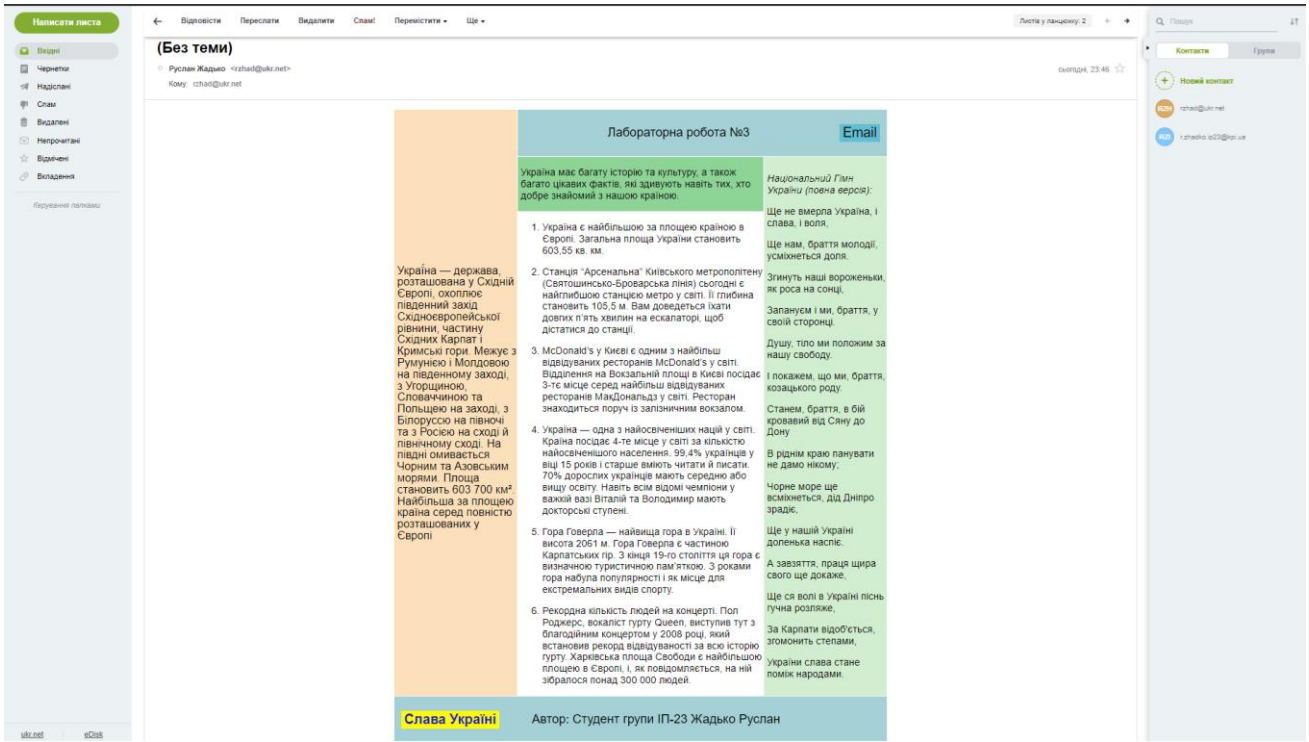 Написати листа
Вхідні
Чернетки
Надіслані
Спам
Видалені
Непрочитані
Відмічені
Вкладення
Керування папками
ukr.net
eDisk
Відповісти Переслати Видалити Спам! Перемістити Ще
Листів у ланцюжку: 2
(Без теми)
Руслан Жадько <rzhad@ukr.net>
сьогодні, 23:46
Кому: rzhad@ukr.net
Лабораторна робота №3
Email
Україна — держава,
розташована у Східній
Європі, охоплює
південний захід
Східноєвропейської
рівнини, частину
Східних Карпат і
Кримські гори. Межує з
Румунією і Молдовою
на південному заході,
з Угорщиною,
Словаччиною та
Польщею на заході, з
Білоруссю на півночі
та з Росією на сході й
північному сході. На
півдні омивається
Чорним та Азовським
морями. Площа
становить 603 700 км².
Найбільша за площею
країна серед повністю
розташованих у
Європі
Україна має багату історію та культуру, а також
багато цікавих фактів, які здивують навіть тих, хто
добре знайомий з нашою країною.
1. Україна є найбільшою за площею країною в
Європі. Загальна площа України становить
603,55 кв. км.
2. Станція “Арсенальна” Київського метрополітену
(Святошинсько-Броварська лінія) сьогодні є
найглибшою станцією метро у світі. Її глибина
становить 105,5 м. Вам доведеться їхати
довгих п’ять хвилин на ескалаторі, щоб
дістатися до станції.
3. McDonald's у Києві є одним з найбільш
відвідуваних ресторанів McDonald’s у світі.
Відділення на Вокзальній площі в Києві посідає
3-тє місце серед найбільш відвідуваних
ресторанів МакДональдз у світі. Ресторан
знаходиться поруч із залізничним вокзалом.
4. Україна — одна з найосвіченіших націй у світі.
Країна посідає 4-те місце у світі за кількістю
найосвіченішого населення. 99,4% українців у
віці 15 років і старше вміють читати й писати.
70% дорослих українців мають середню або
вищу освіту. Навіть всім відомі чемпіони у
важкій вазі Віталій та Володимир мають
докторські ступені.
5. Гора Говерла — найвища гора в Україні. Її
висота 2061 м. Гора Говерла є частиною
Карпатських гір. З кінця 19-го століття ця гора є
визначною туристичною пам’яткою. З роками
гора набула популярності і як місце для
екстремальних видів спорту.
6. Рекордна кількість людей на концерті. Пол
Роджерс, вокаліст гурту Queen, виступив тут з
благодійним концертом у 2008 році, який
встановив рекорд відвідуваності за всю історію
гурту. Харківська площа Свободи є найбільшою
площею в Європі, і, як повідомляється, на ній
зібралося понад 300 000 людей.
Національний Гімн
України (повна версія):
Ще не вмерла Україна, і
слава, і воля,
Ще нам, браття молодії,
усміхнеться доля.
Згинуть наші вороженьки,
як роса на сонці,
Запануєм і ми, браття, у
своїй сторонці.
Душу, тіло ми положим за
нашу свободу.
І покажем, що ми, браття,
козацького роду.
Станем, браття, в бій
кровавий від Сяну до
Дону
В ріднім краю панувати
не дамо нікому;
Чорне море ще
всміхнеться, дід Дніпро
зрадіє,
Ще у нашій Україні
доленька наспіє.
А завзяття, праця щира
свого ще докаже,
Ще ся волі в Україні піснь
гучна розляже,
За Карпати відоб'ється,
згомонить степами,
України слава стане
поміж народами.
Слава Україні
Автор: Студент групи ІП-23 Жадько Руслан
Пошук
Контакти Групи
Новий контакт
rzhad@ukr.net
r.zhadko.ip23@kpi.ua